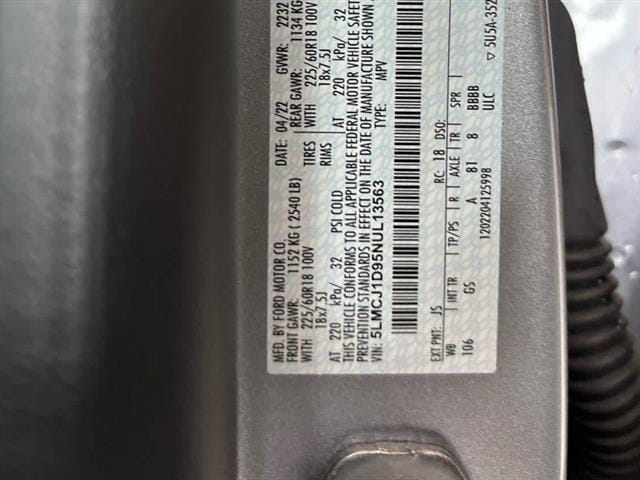 MFD. BY FORD MOTOR CO.
DATE: 04/22 GVWR: 2232
FRONT GAWR: 1152 KG ( 2540 LB) REAR GAWR: 1134 KG
WITH 225/60R18 100V TIRES WITH 225/60R18 100V
18x7.5J RIMS 18x7.5J
AT 220 kPa/ 32 PSI COLD AT 220 kPa/ 32
THIS VEHICLE CONFORMS TO ALL APPLICABLE FEDERAL MOTOR VEHICLE SAFET
PREVENTION STANDARDS IN EFFECT ON THE DATE OF MANUFACTURE SHOWN
VIN: 5LMCJ1D95NUL13563 TYPE: MPV
EXT PNT: JS RC: 18 DSO:
WB INT TR TP/PS R AXLE TR SPR
106 GS A 81 8 BBBB
1202204125998 ULC
▽ 5U5A-352